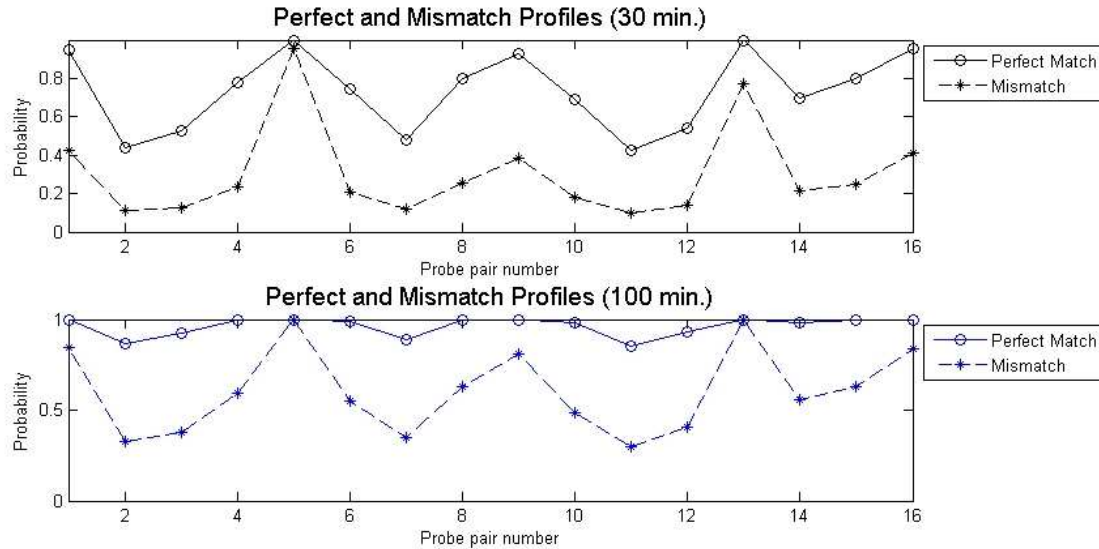 Perfect and Mismatch Profiles (30 min.)
Probability
0.8
0.6
0.4
0.2
0
2
4
6
8
10
12
14
16
Probe pair number
Perfect Match
Mismatch
Perfect and Mismatch Profiles (100 min.)
Probability
1
0.5
0
2
4
6
8
10
12
14
16
Probe pair number
Perfect Match
Mismatch